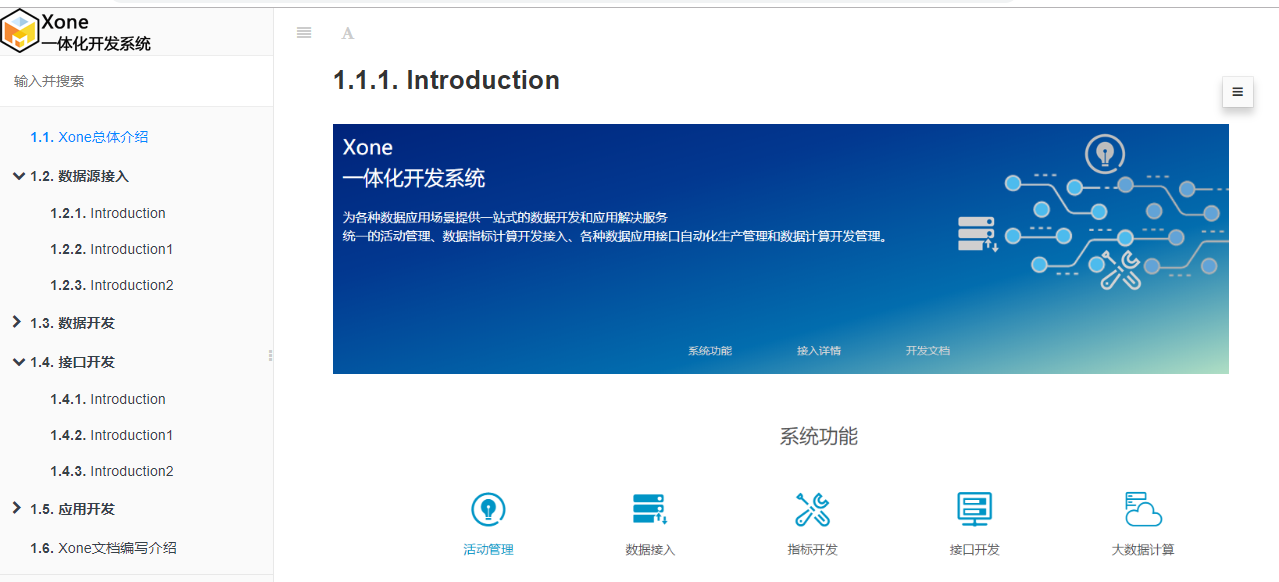 Xone
一体化开发系统
输入并搜索
1.1. Xone总体介绍
1.2. 数据源接入
1.2.1. Introduction
1.2.2. Introduction1
1.2.3. Introduction2
1.3. 数据开发
1.4. 接口开发
1.4.1. Introduction
1.4.2. Introduction1
1.4.3. Introduction2
1.5. 应用开发
1.6. Xone文档编写介绍
A
1.1.1. Introduction
Xone
一体化开发系统
为各种数据应用场景提供一站式的数据开发和应用解决服务
统一的活动管理、数据指标计算开发接入、各种数据应用接口自动化生产管理和数据计算开发管理。
系统功能 接入详情 开发文档
系统功能
活动管理 数据接入 指标开发 接口开发 大数据计算